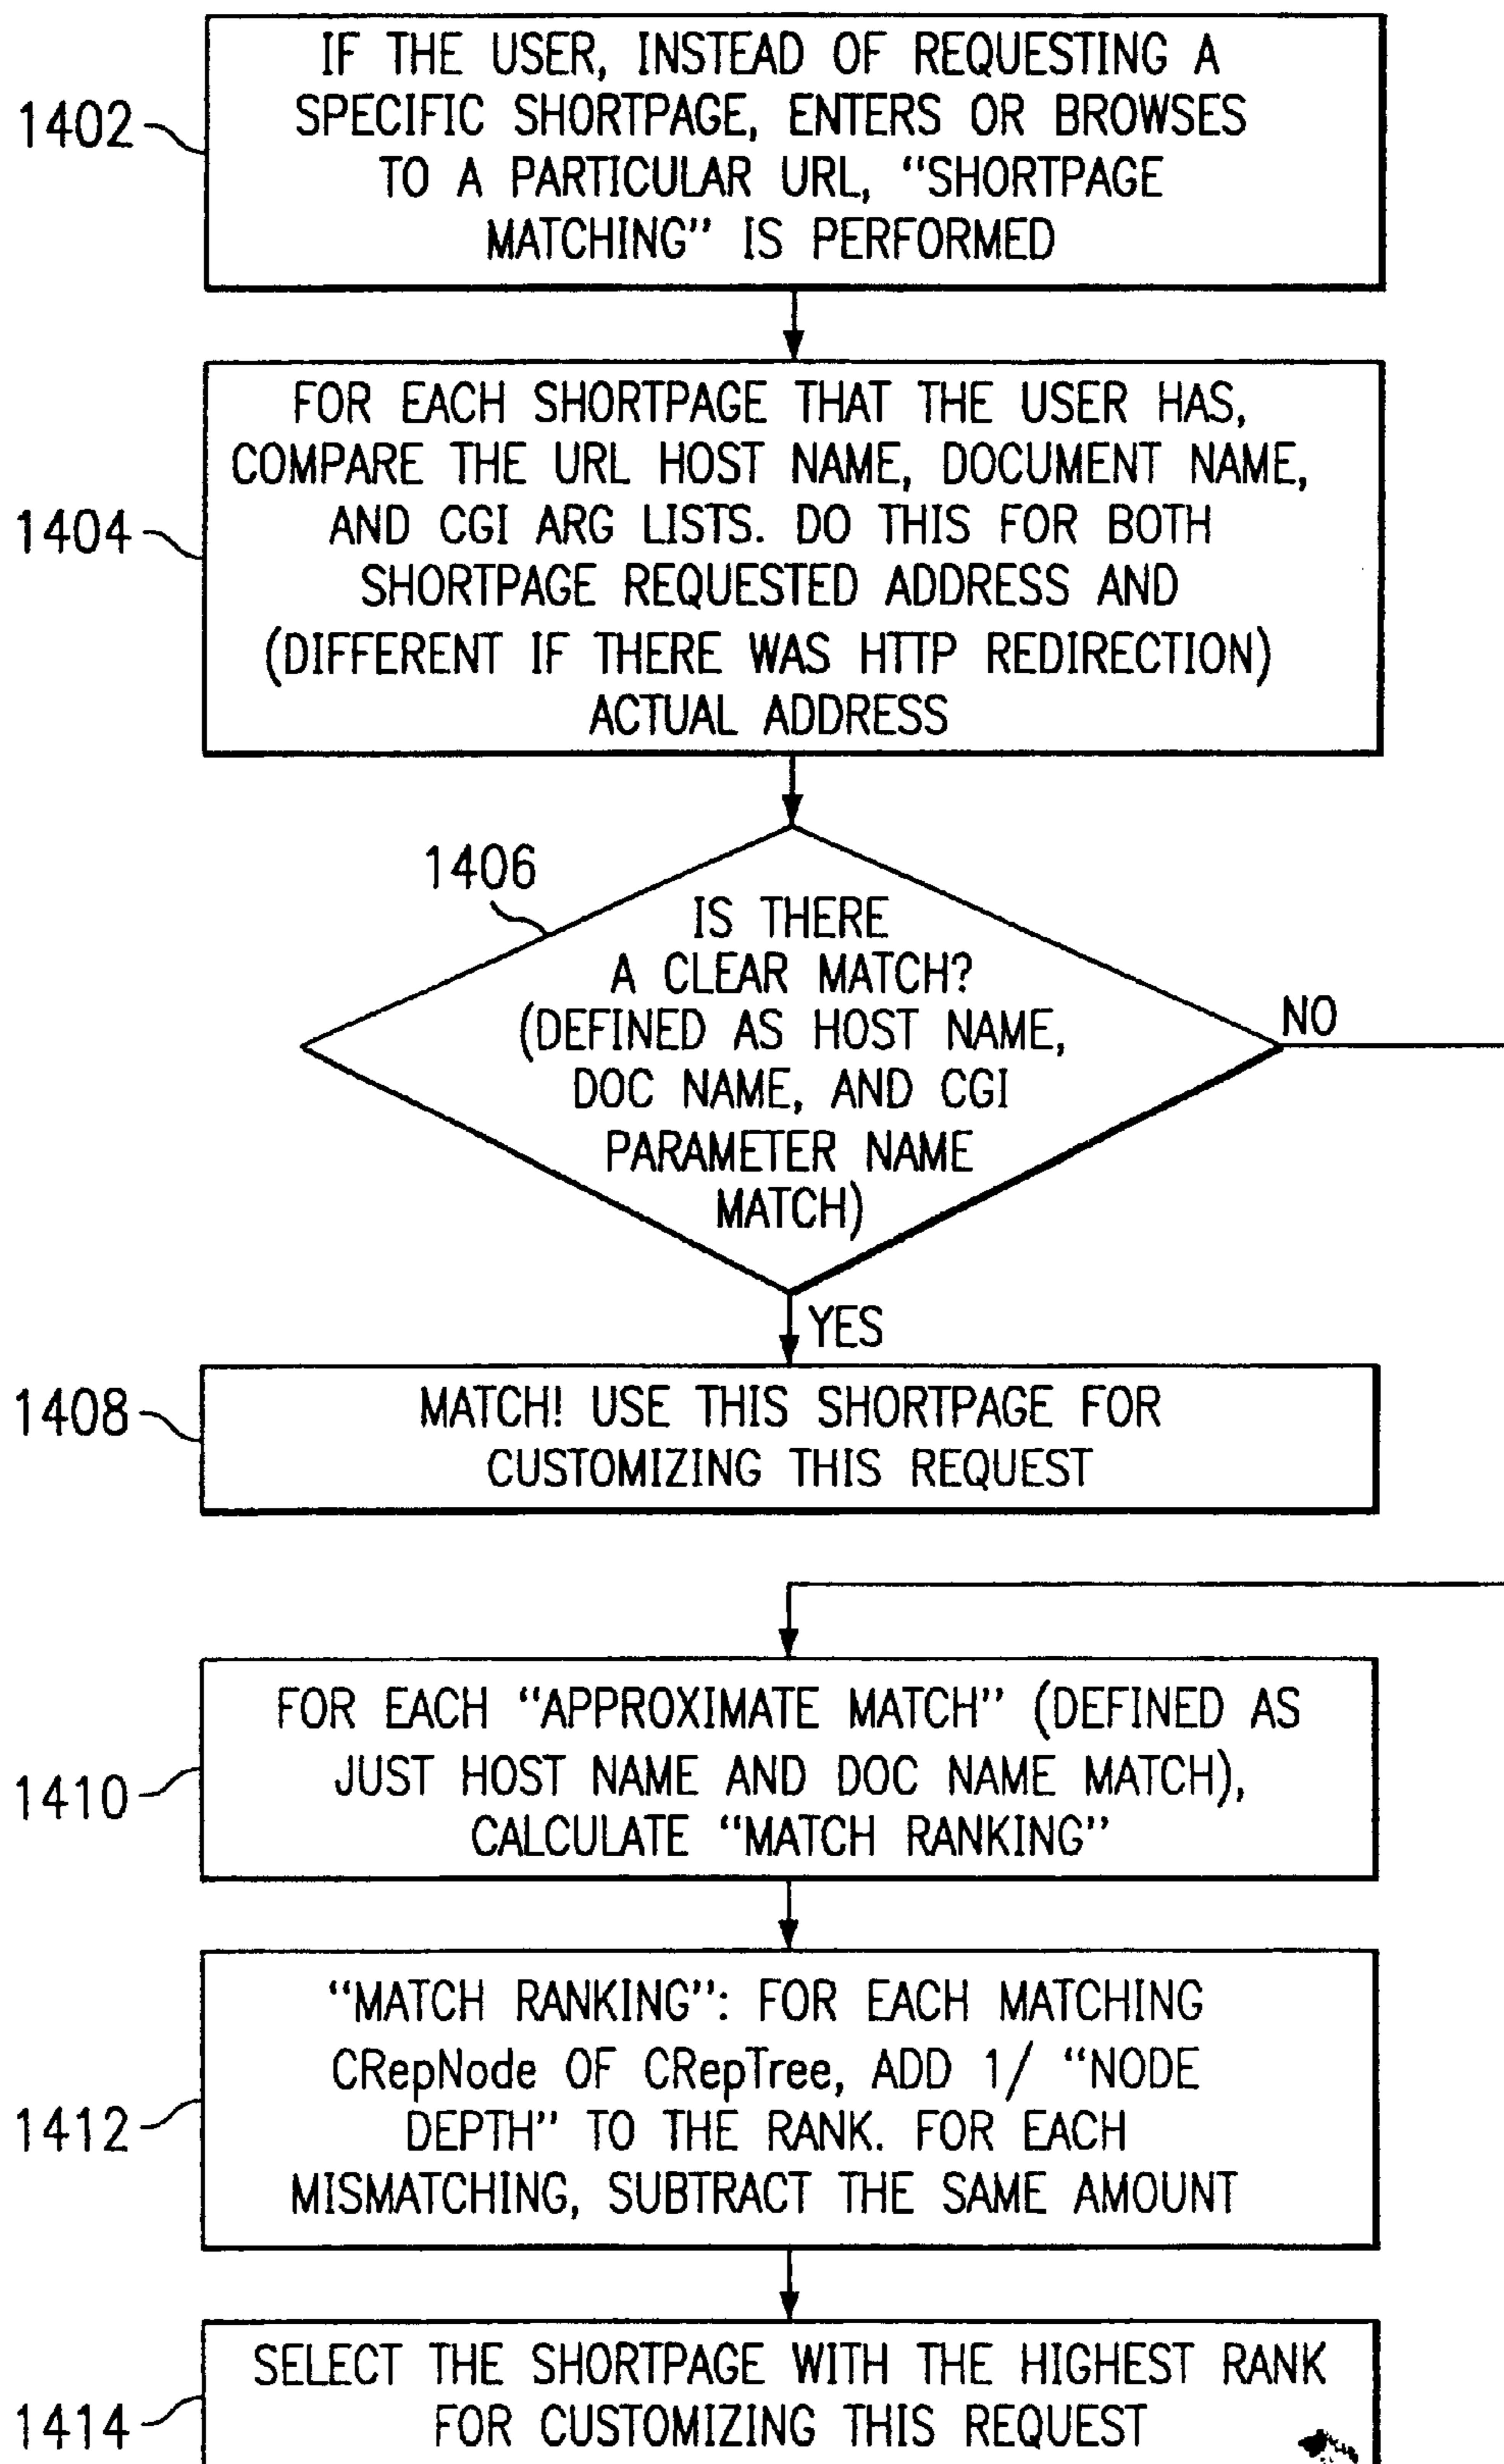 1402
IF THE USER, INSTEAD OF REQUESTING A
SPECIFIC SHORTPAGE, ENTERS OR BROWSES
TO A PARTICULAR URL, “SHORTPAGE
MATCHING” IS PERFORMED
1404
FOR EACH SHORTPAGE THAT THE USER HAS,
COMPARE THE URL HOST NAME, DOCUMENT NAME,
AND CGI ARG LISTS. DO THIS FOR BOTH
SHORTPAGE REQUESTED ADDRESS AND
(DIFFERENT IF THERE WAS HTTP REDIRECTION)
ACTUAL ADDRESS
1406
IS THERE
A CLEAR MATCH?
(DEFINED AS HOST NAME,
DOC NAME, AND CGI
PARAMETER NAME
MATCH)
NO
YES
1408
MATCH! USE THIS SHORTPAGE FOR
CUSTOMIZING THIS REQUEST
1410
FOR EACH “APPROXIMATE MATCH” (DEFINED AS
JUST HOST NAME AND DOC NAME MATCH),
CALCULATE “MATCH RANKING”
1412
“MATCH RANKING”: FOR EACH MATCHING
CRepNode OF CRepTree, ADD 1/ “NODE
DEPTH” TO THE RANK. FOR EACH
MISMATCHING, SUBTRACT THE SAME AMOUNT
1414
SELECT THE SHORTPAGE WITH THE HIGHEST RANK
FOR CUSTOMIZING THIS REQUEST